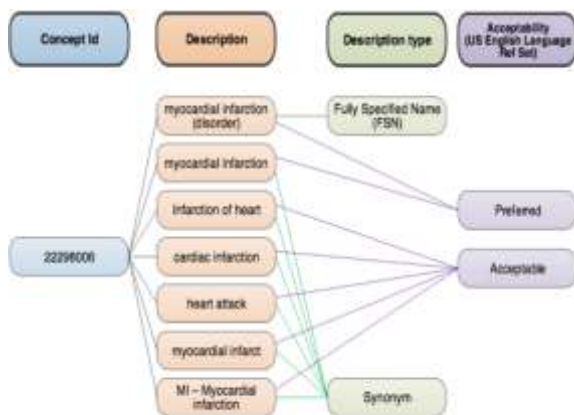 Concept Id
Description
Description type
Acceptability
(US English Language
Ref Set)
myocardial infarction
(disorder)
Fully Specified Name
(FSN)
myocardial infarction
Infarction of heart
Preferred
22298006
cardiac infarction
Acceptable
heart attack
myocardial infarct
MI – Myocardial
infarction
Synonym